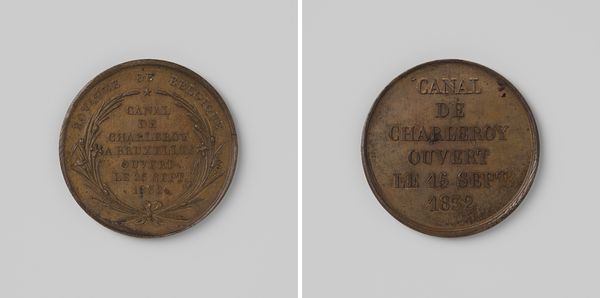 ROYAUME DE BELGIQUE
CANAL
DE
CHARLEROY
A BRUXELLES
OUVERT
LE 15 SEPT.
1832
CANAL
DE
CHARLEROY
OUVERT
LE 15 SEPT
1832